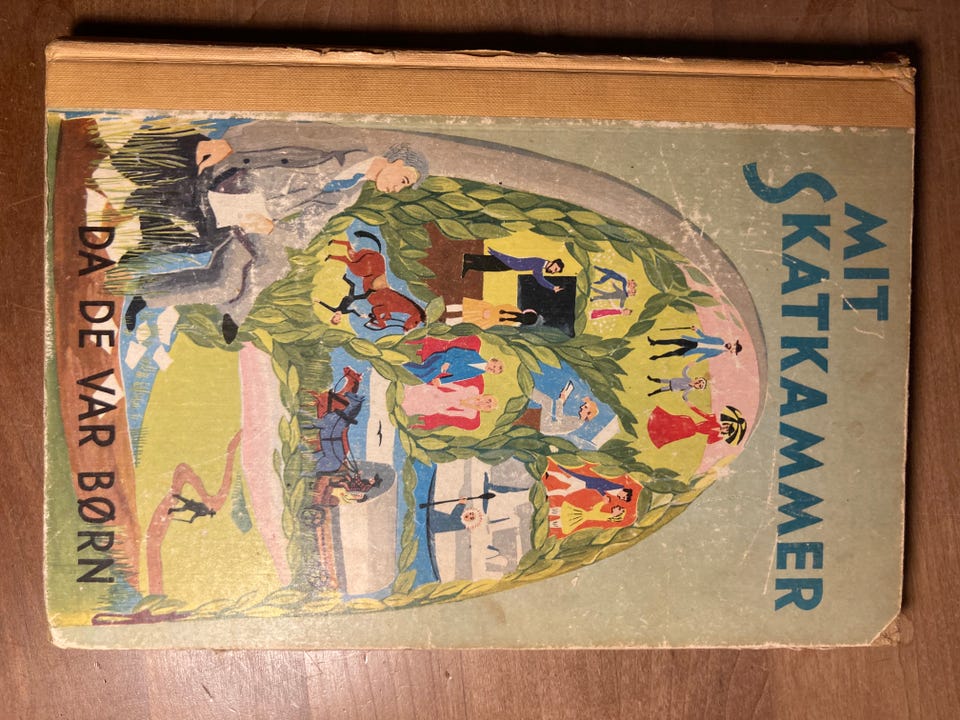 MIT
SKATKAMMER
DA DE VAR BØRN